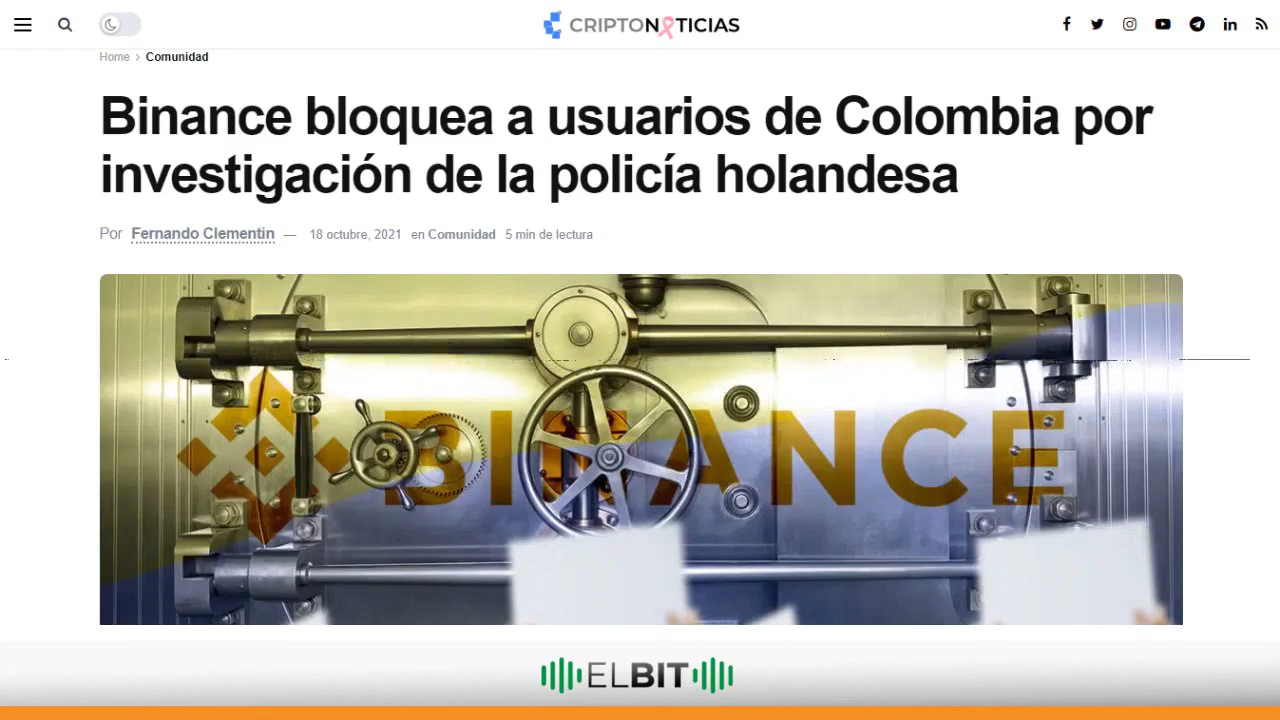 CRIPTONOTICIAS
Home > Comunidad
Binance bloquea a usuarios de Colombia por
investigación de la policía holandesa
Por Fernando Clementín — 18 octubre, 2021 en Comunidad 5 min de lectura
BINANCE
ELBIT